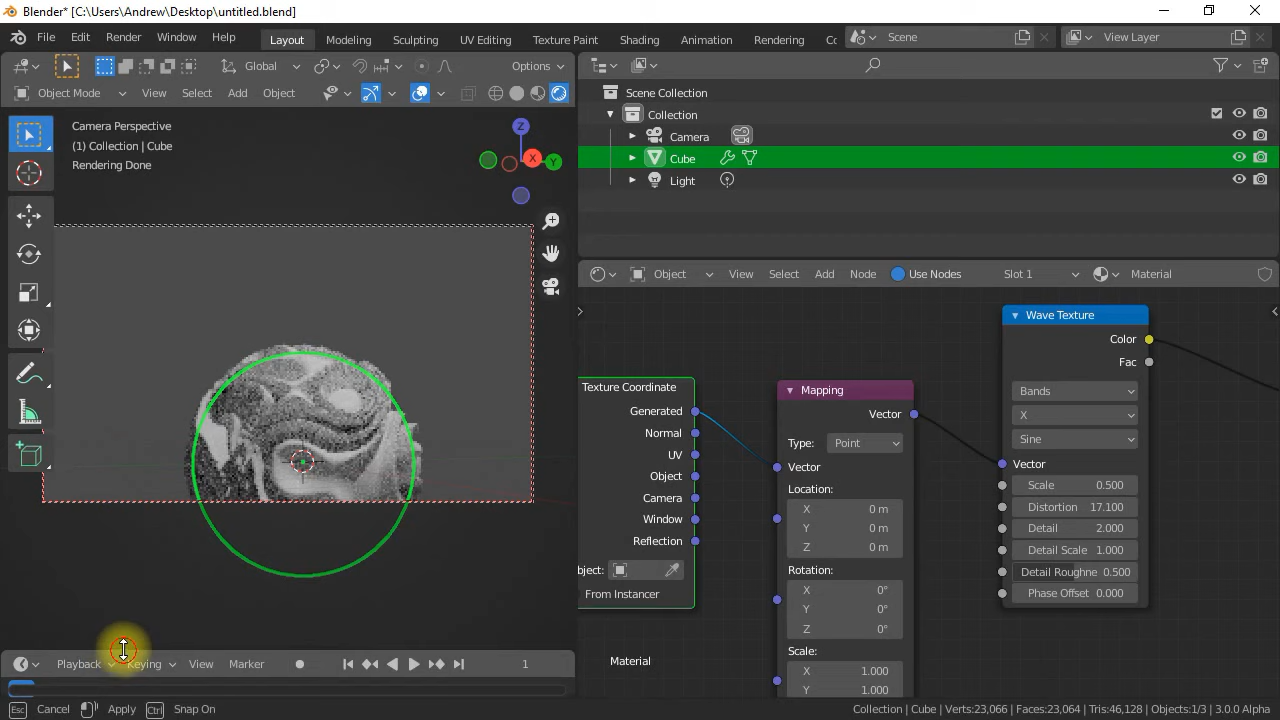 Blender* [C:\Users\Andrew\Desktop\untitled.blend]
File Edit Render Window Help Layout Modeling Sculpting UV Editing Texture Paint Shading Animation Rendering Cc Scene View Layer
Global Options
Object Mode View Select Add Object
Camera Perspective
(1) Collection | Cube
Rendering Done
Z
X
Y
Scene Collection
Collection
Camera
Cube
Light
Object View Select Add Node Use Nodes Slot 1 Material
Texture Coordinate
Generated
Normal
UV
Object
Camera
Window
Reflection
bject:
From Instancer
Mapping
Vector
Type: Point
Vector
Location:
X 0 m
Y 0 m
Z 0 m
Rotation:
X 0°
Y 0°
Z 0°
Scale:
X 1.000
Y 1.000
Wave Texture
Color
Fac
Bands
X
Sine
Vector
Scale 0.500
Distortion 17.100
Detail 2.000
Detail Scale 1.000
Detail Roughne 0.500
Phase Offset 0.000
Material
Playback Keying View Marker 1
Esc Cancel Apply Ctrl Snap On
Collection | Cube | Verts:23,066 | Faces:23,064 | Tris:46,128 | Objects:1/3 | 3.0.0 Alpha